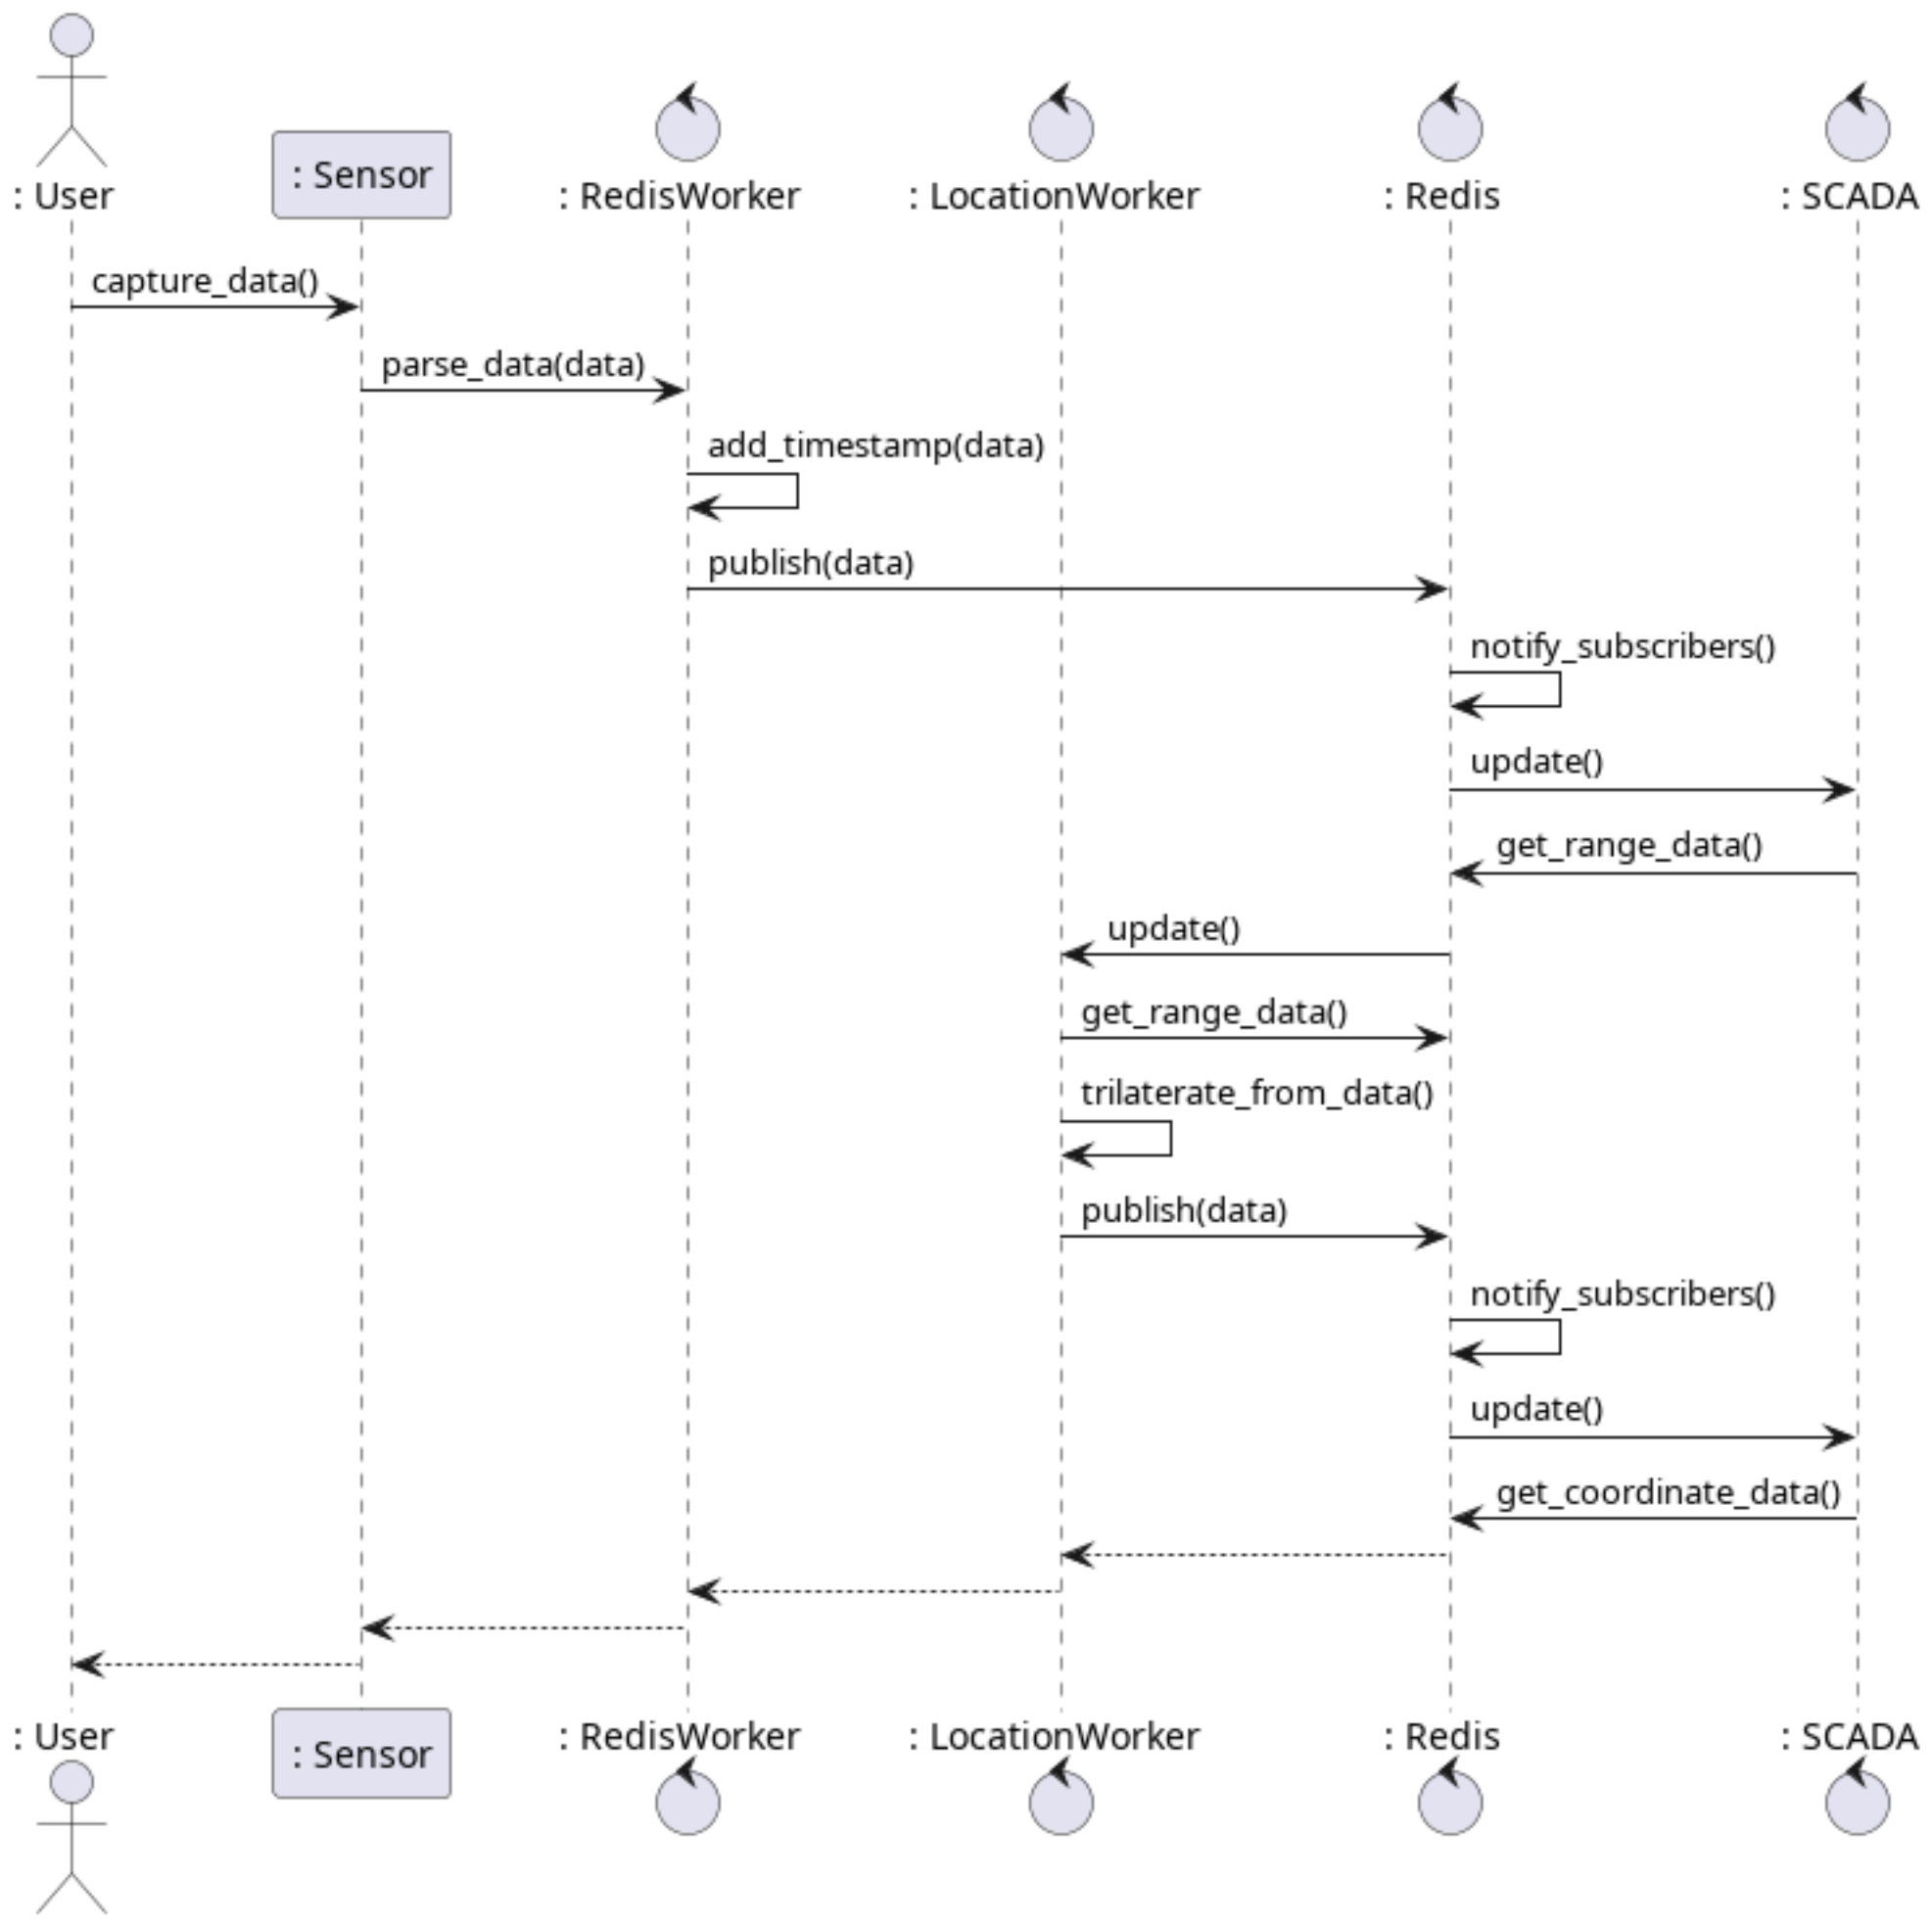 : User
: Sensor
: RedisWorker
: LocationWorker
: Redis
: SCADA
capture_data()
parse_data(data)
add_timestamp(data)
publish(data)
notify_subscribers()
update()
get_range_data()
update()
get_range_data()
trilaterate_from_data()
publish(data)
notify_subscribers()
update()
get_coordinate_data()
: User
: Sensor
: RedisWorker
: LocationWorker
: Redis
: SCADA